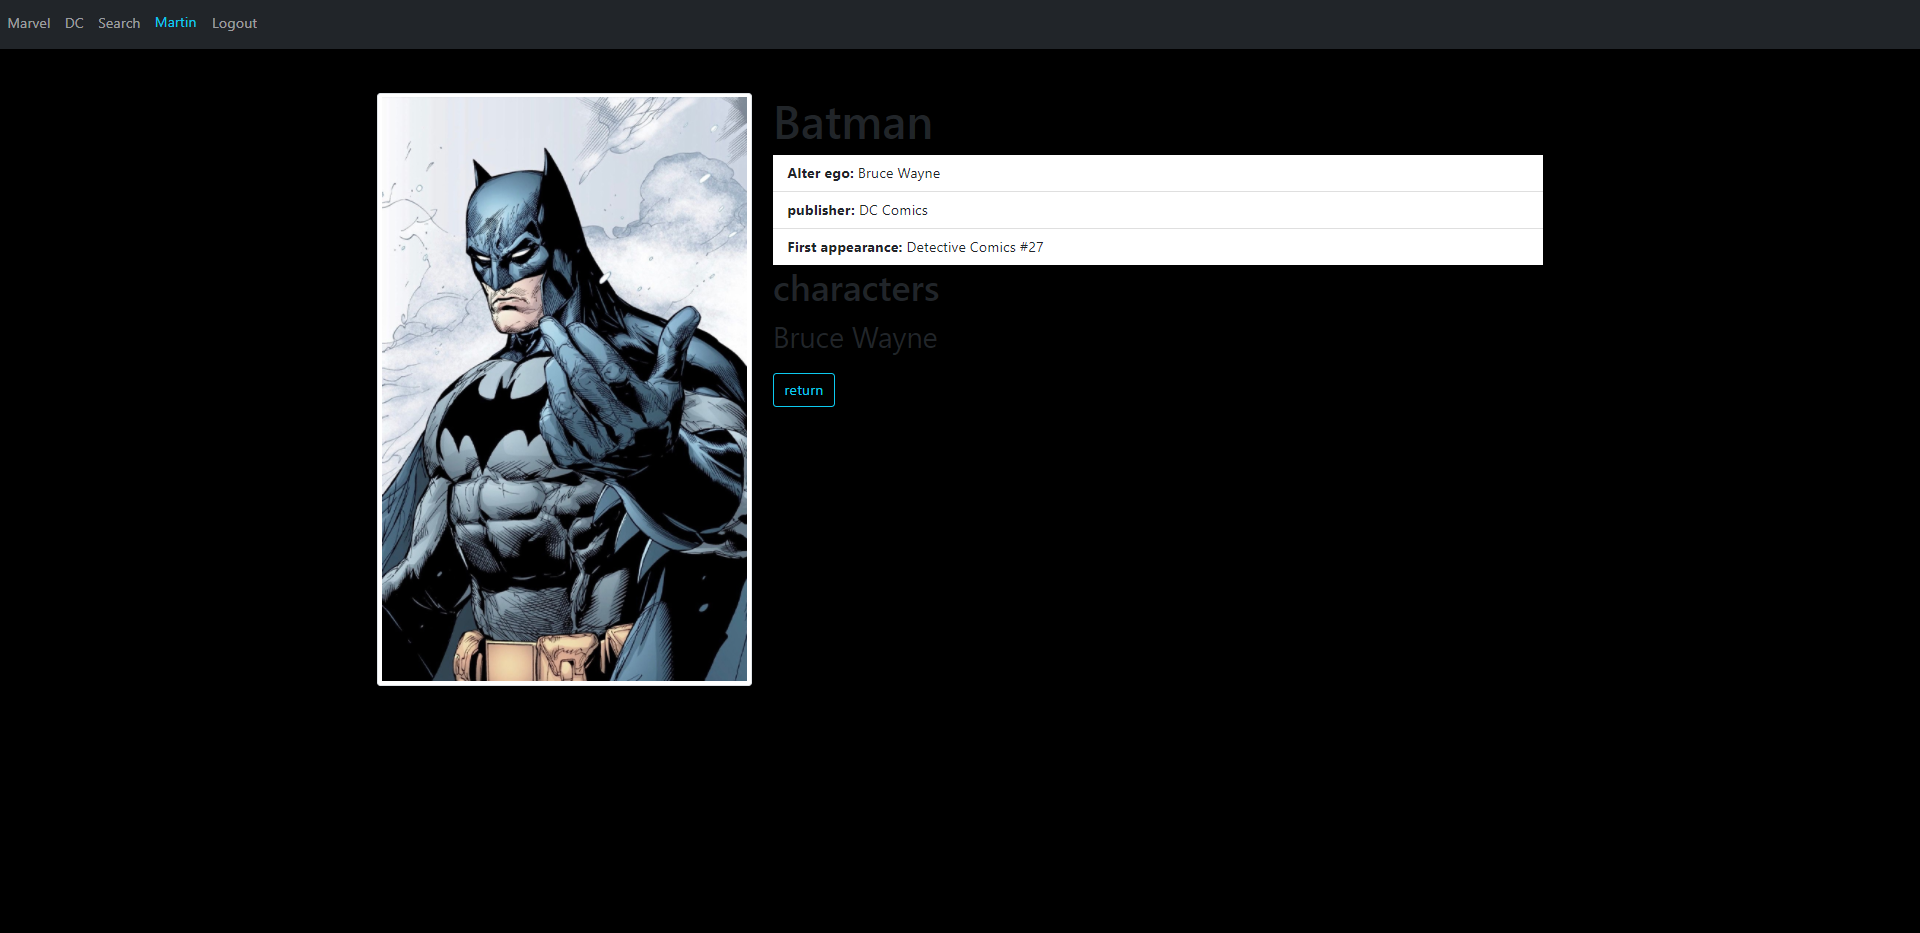 Marvel DC Search Martin Logout
Batman
Alter ego: Bruce Wayne
publisher: DC Comics
First appearance: Detective Comics #27
characters
Bruce Wayne
return